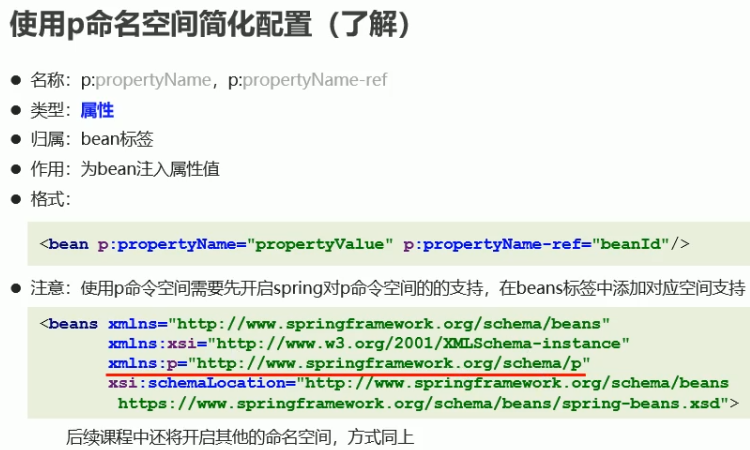 使用p命名空间简化配置（了解）
● 名称：p:propertyName，p:propertyName-ref
● 类型：属性
● 归属：bean标签
● 作用：为bean注入属性值
● 格式：
<bean p:propertyName="propertyValue" p:propertyName-ref="beanId"/>
● 注意：使用p命令空间需要先开启spring对p命令空间的的支持，在beans标签中添加对应空间支持
<beans xmlns="http://www.springframework.org/schema/beans"
xmlns:xsi="http://www.w3.org/2001/XMLSchema-instance"
xmlns:p="http://www.springframework.org/schema/p"
xsi:schemaLocation="http://www.springframework.org/schema/beans
https://www.springframework.org/schema/beans/spring-beans.xsd">
后续课程中还将开启其他的命名空间，方式同上